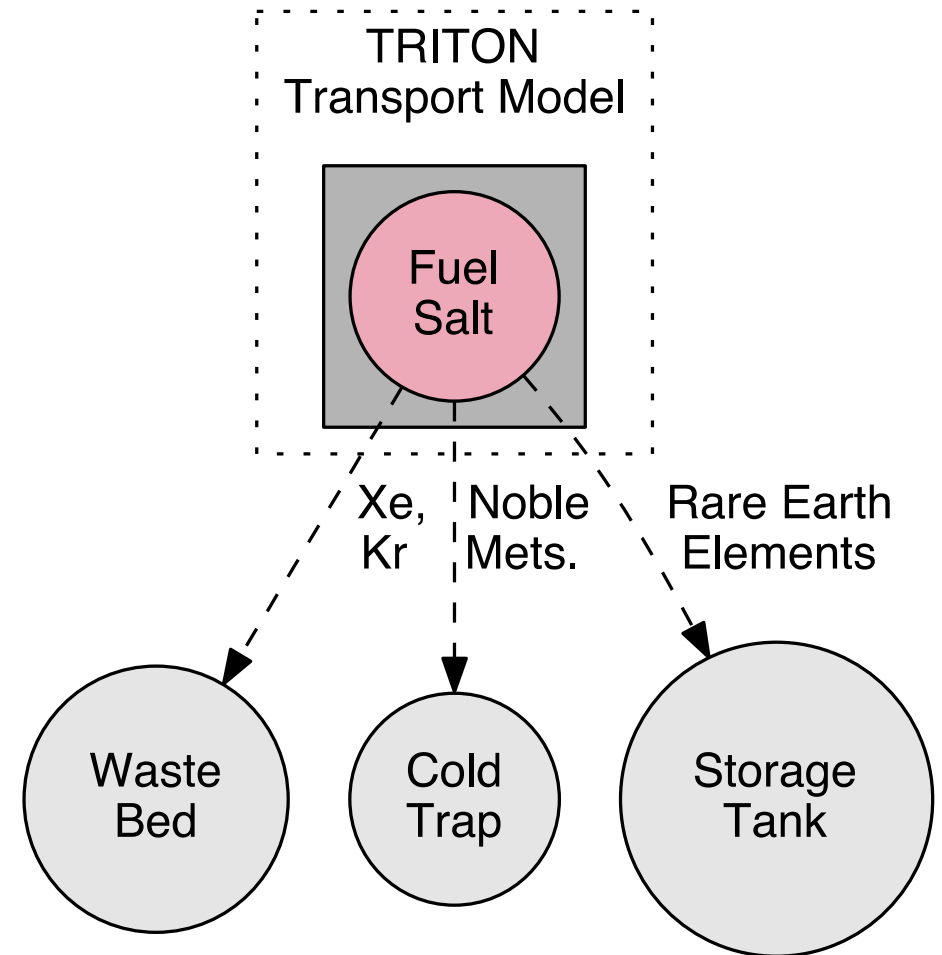 TRITON
Transport Model
Fuel
Salt
Xe,
Kr
Noble
Mets.
Rare Earth
Elements
Waste
Bed
Cold
Trap
Storage
Tank